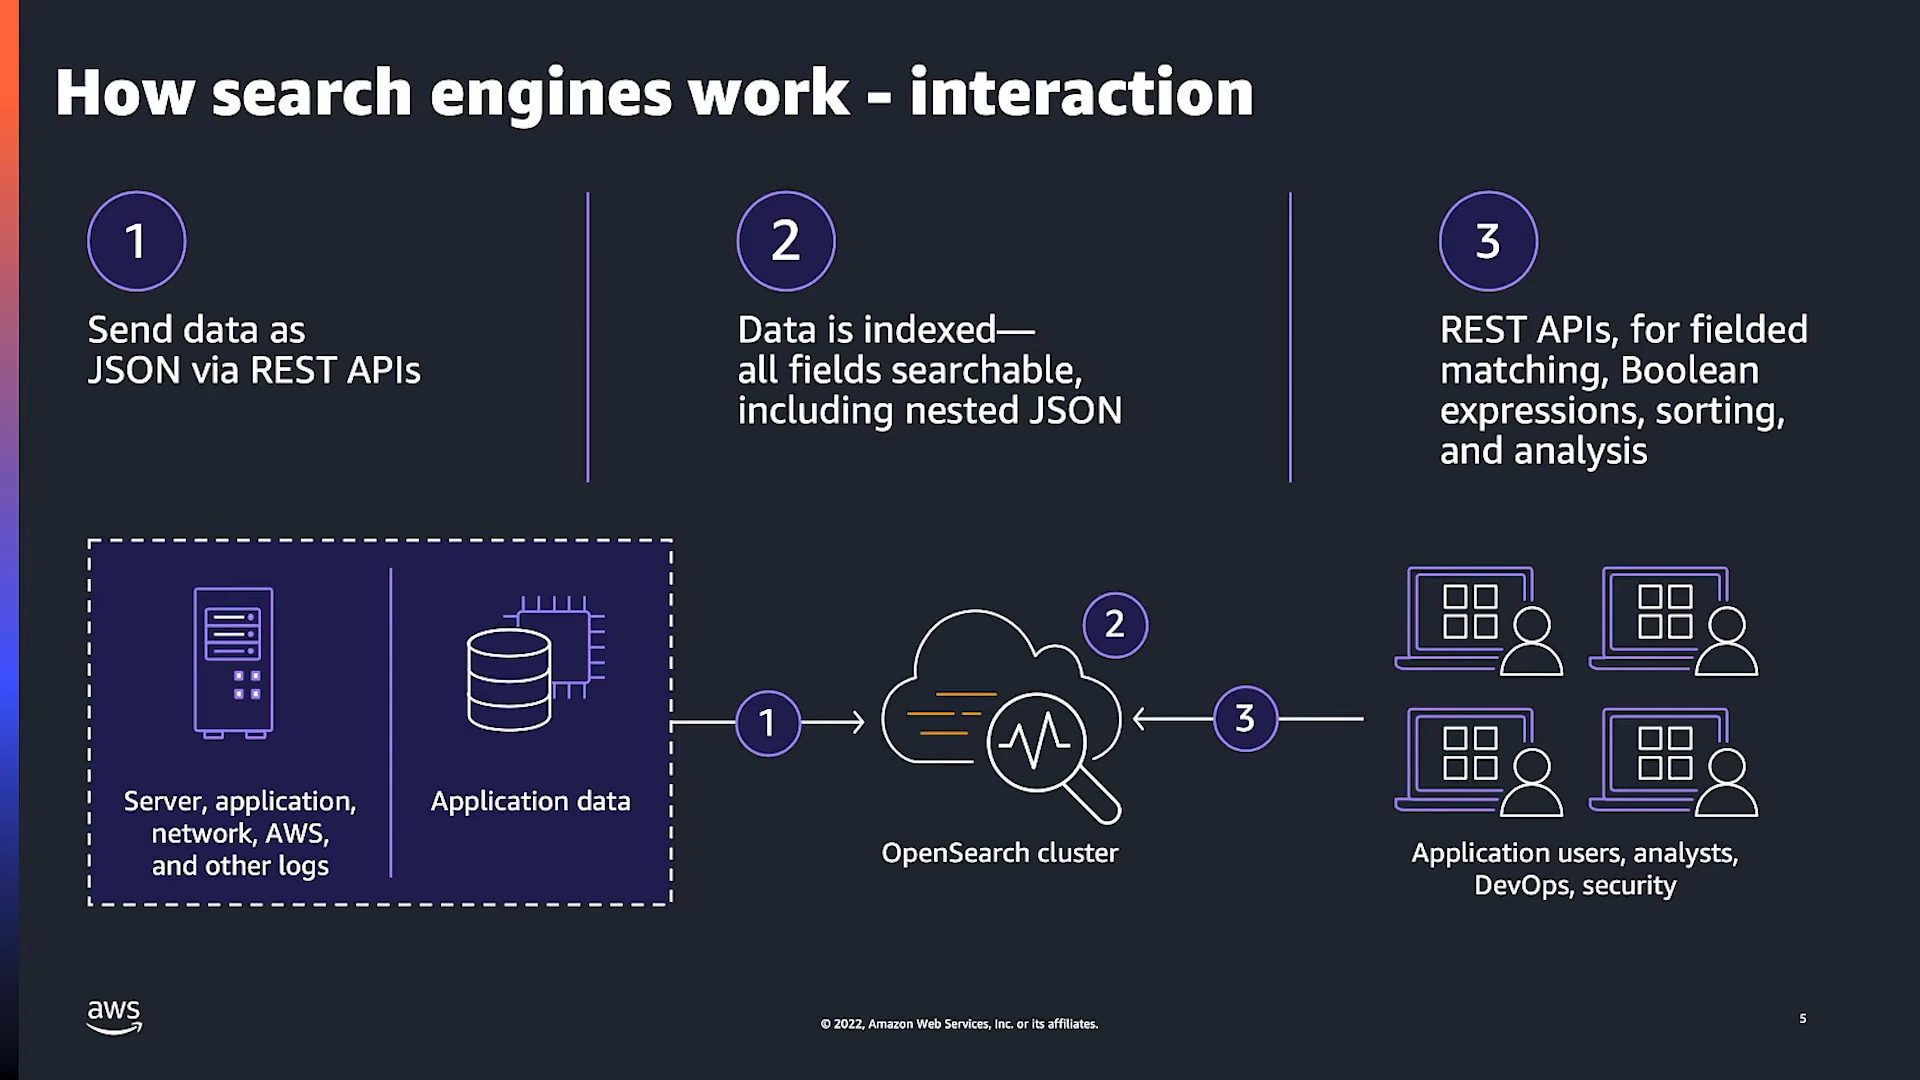 How search engines work – interaction
1
Send data as
JSON via REST APIs
2
Data is indexed—
all fields searchable,
including nested JSON
3
REST APIs, for fielded
matching, Boolean
expressions, sorting,
and analysis
Server, application,
network, AWS,
and other logs
Application data
1
2
OpenSearch cluster
3
Application users, analysts,
DevOps, security
aws
© 2022, Amazon Web Services, Inc. or its affiliates.
5